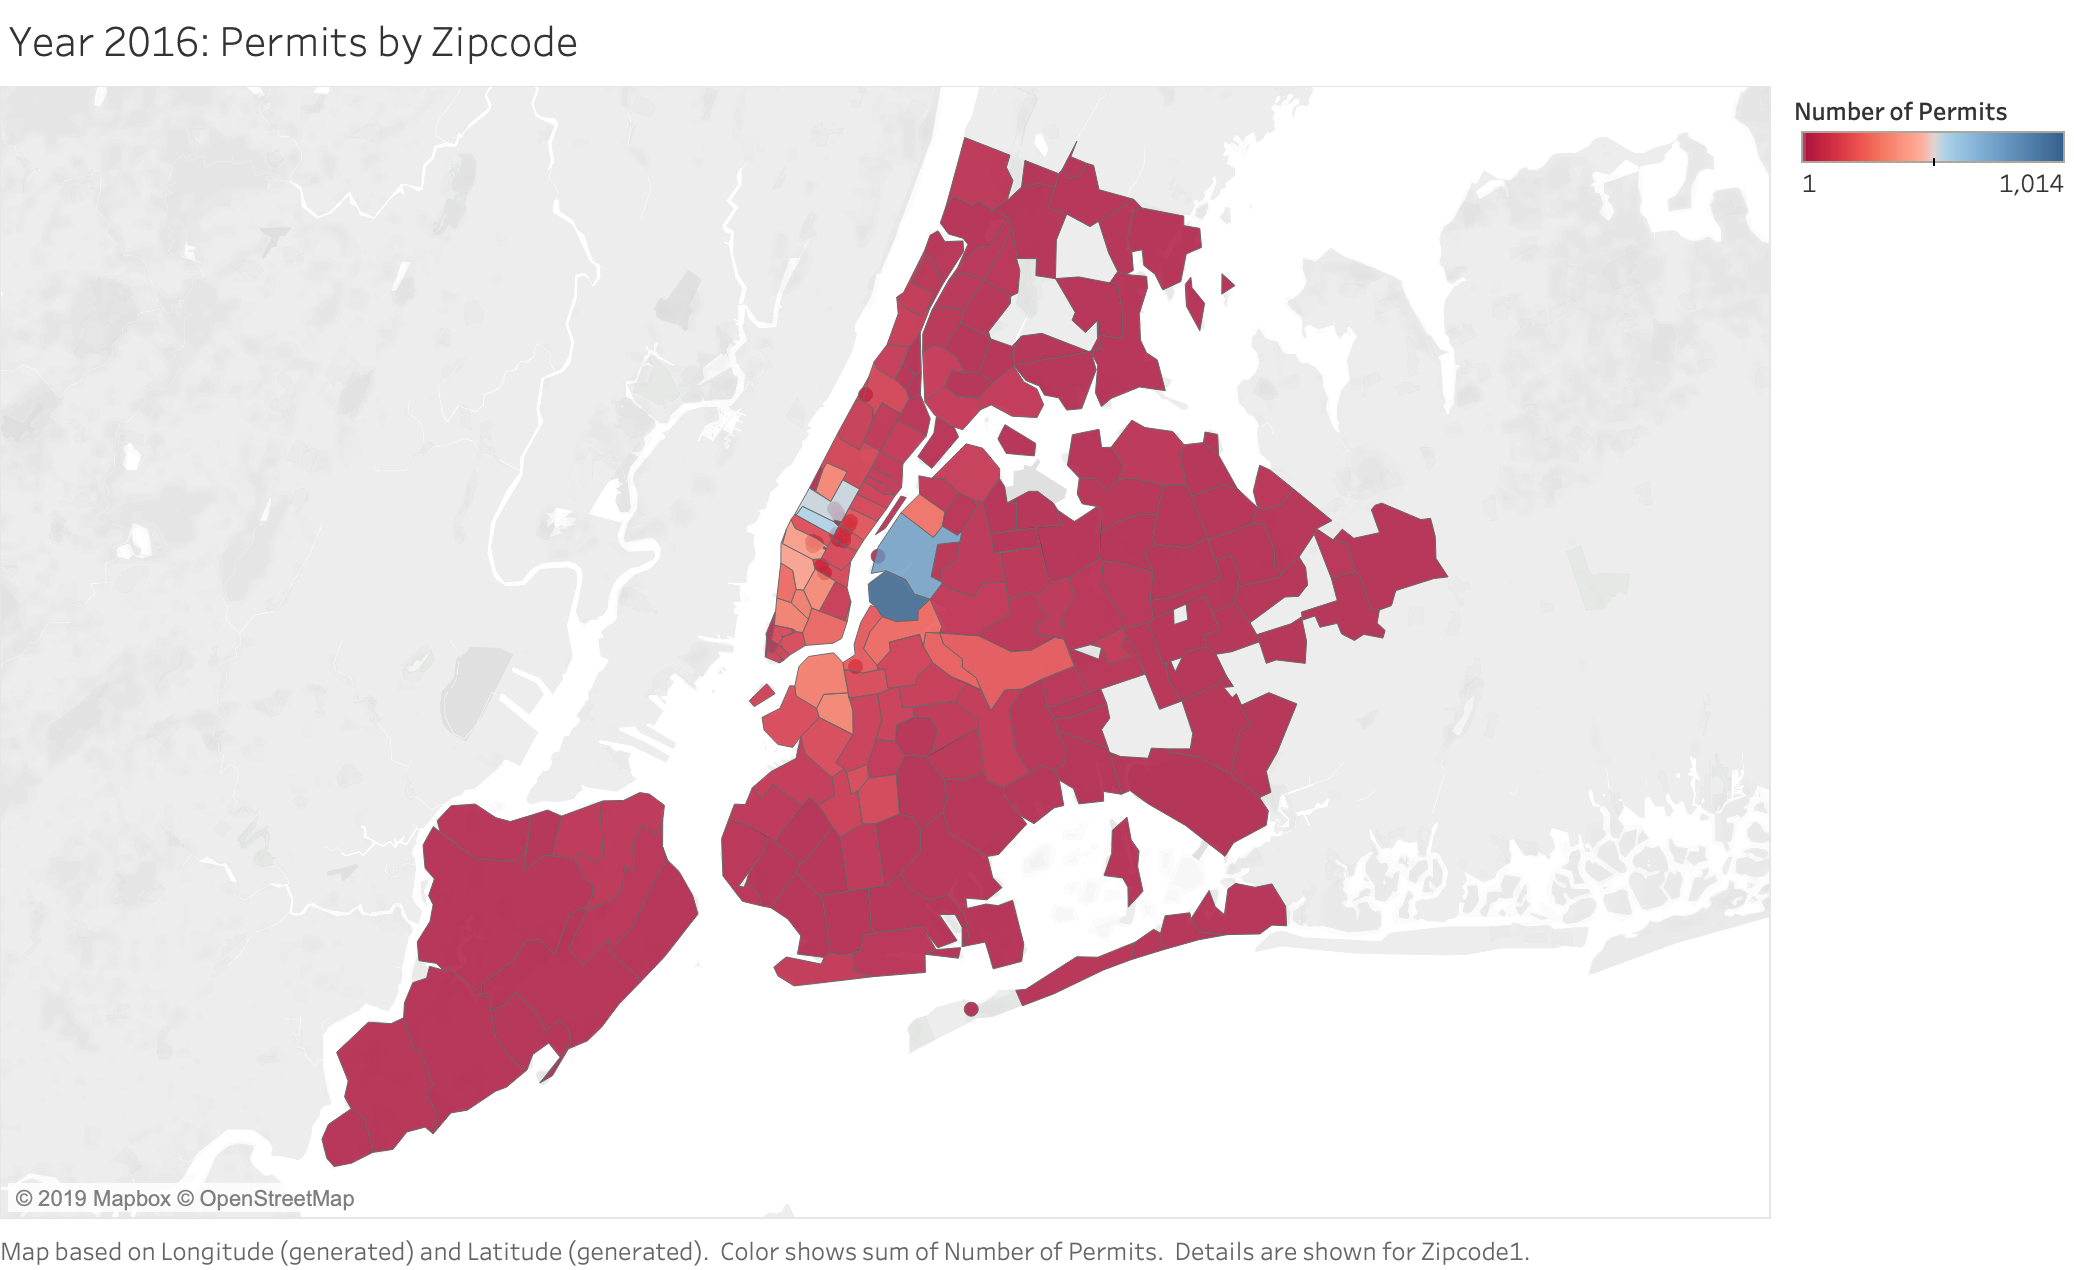 Year 2016: Permits by Zipcode
Number of Permits
1 1,014
© 2019 Mapbox © OpenStreetMap
Map based on Longitude (generated) and Latitude (generated). Color shows sum of Number of Permits. Details are shown for Zipcode1.